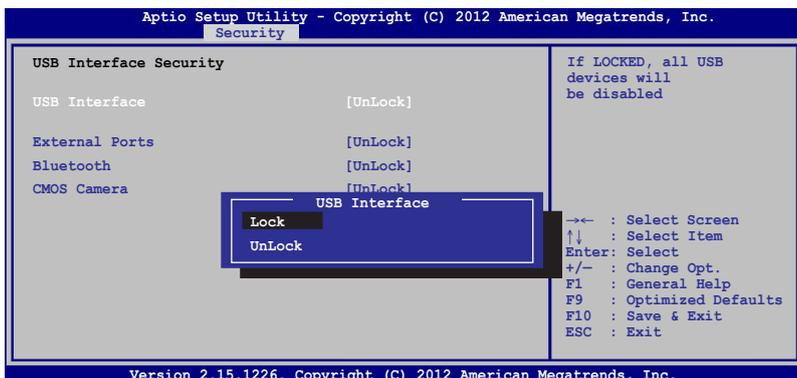 Aptio Setup Utility - Copyright (C) 2012 American Megatrends, Inc.
Security
USB Interface Security
USB Interface [UnLock]
External Ports [UnLock]
Bluetooth [UnLock]
CMOS Camera [UnLock]
USB Interface
Lock
UnLock
If LOCKED, all USB
devices will
be disabled
→← : Select Screen
↑↓ : Select Item
Enter: Select
+/— : Change Opt.
F1 : General Help
F9 : Optimized Defaults
F10 : Save & Exit
ESC : Exit
Version 2.15.1226. Copyright (C) 2012 American Megatrends, Inc.